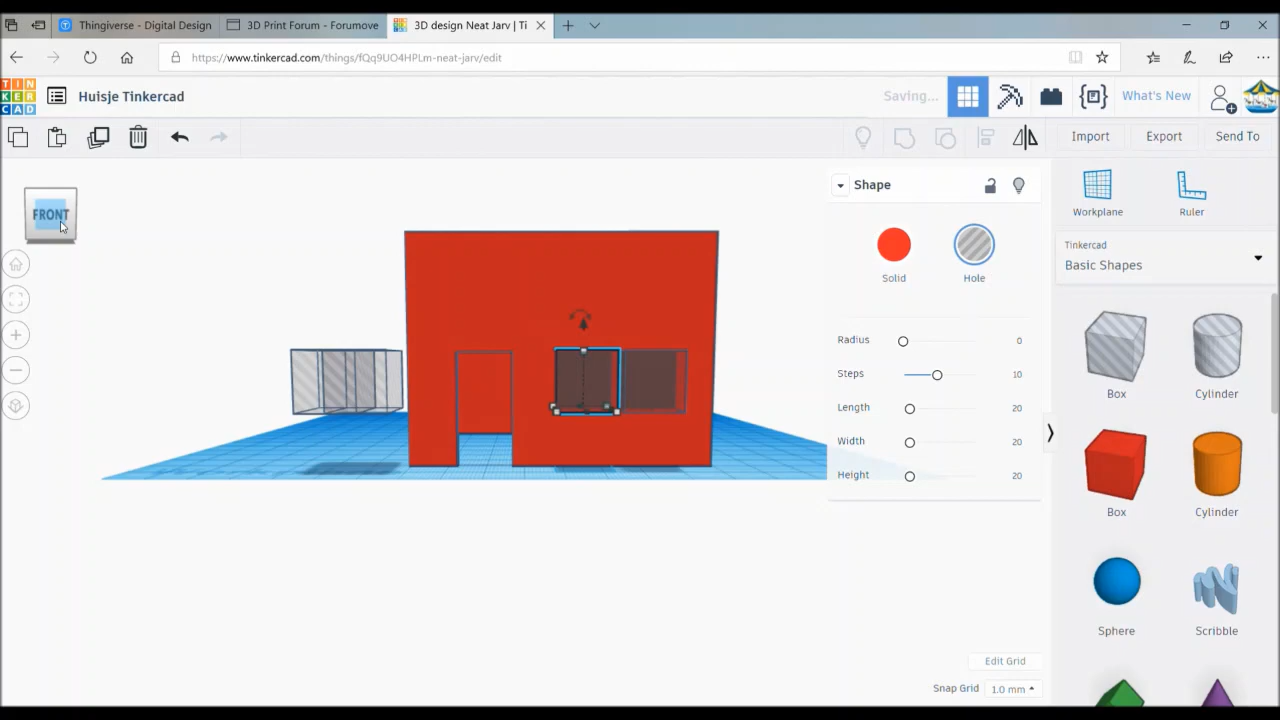 Thingiverse - Digital Design
3D Print Forum - Forumove
3D design Neat Jarv | Ti
https://www.tinkercad.com/things/fQq9UO4HPLm-neat-jarv/edit
TIN
KER
CAD
Huisje Tinkercad
Saving...
What's New
Import
Export
Send To
FRONT
Shape
Solid
Hole
Radius 0
Steps 10
Length 20
Width 20
Height 20
Workplane
Ruler
Tinkercad
Basic Shapes
Box
Cylinder
Box
Cylinder
Sphere
Scribble
Edit Grid
Snap Grid 1.0 mm